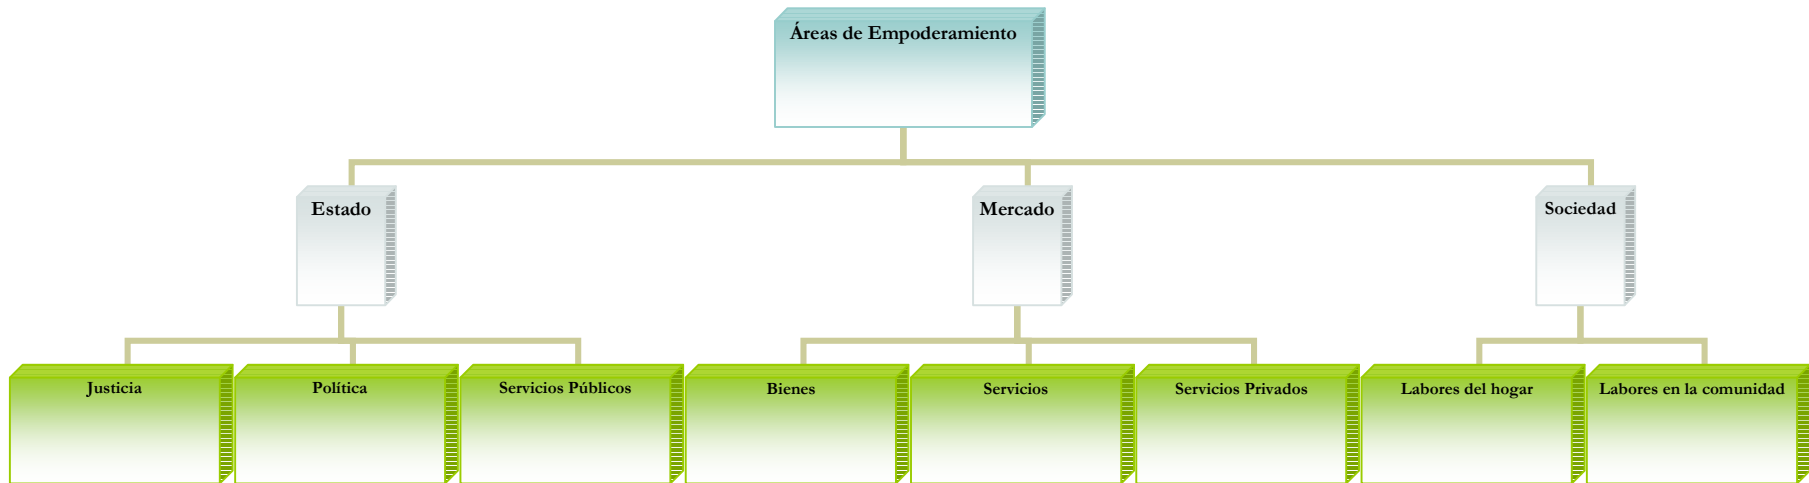 Áreas de Empoderamiento
Estado
Mercado
Sociedad
Justicia
Política
Servicios Públicos
Bienes
Servicios
Servicios Privados
Labores del hogar
Labores en la comunidad